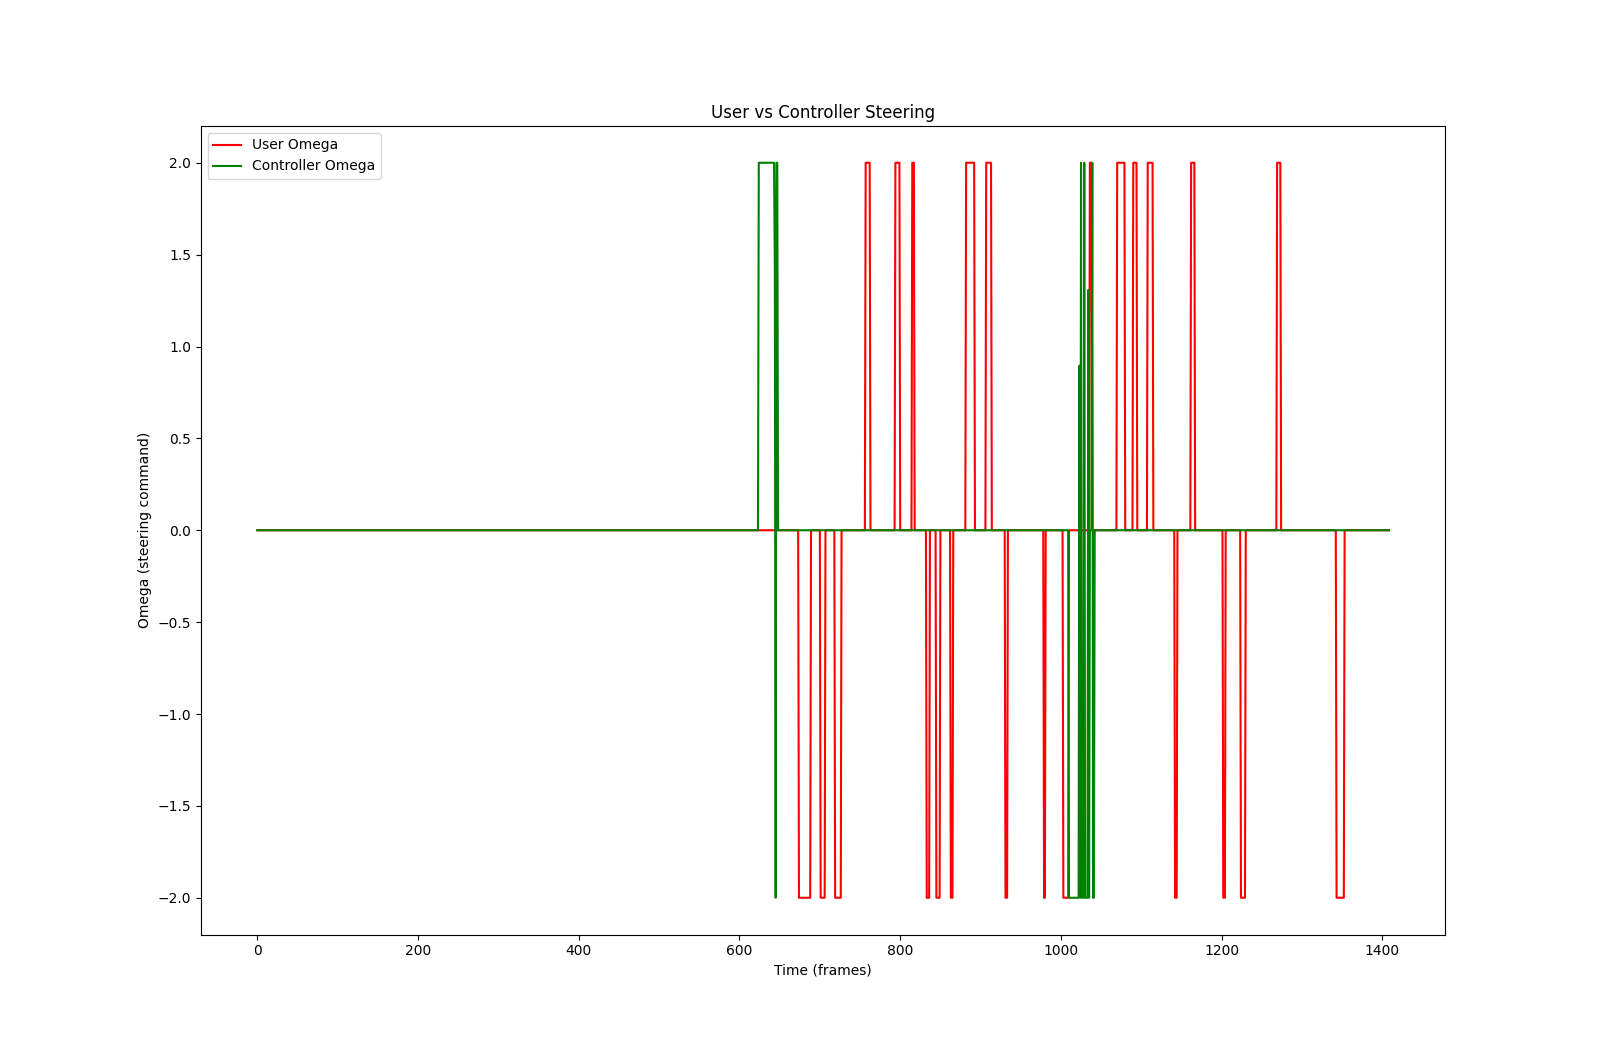 User vs Controller Steering
User Omega
Controller Omega
2.0
1.5
1.0
0.5
0.0
−0.5
−1.0
−1.5
−2.0
Omega (steering command)
0 200 400 600 800 1000 1200 1400
Time (frames)